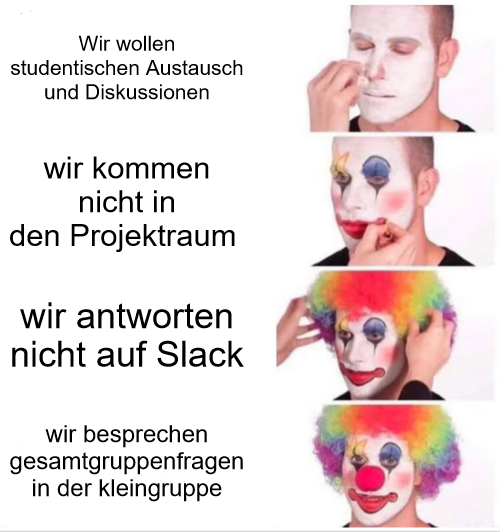 Wir wollen
studentischen Austausch
und Diskussionen
wir kommen
nicht in
den Projektraum
wir antworten
nicht auf Slack
wir besprechen
gesamtgruppenfragen
in der kleingruppe